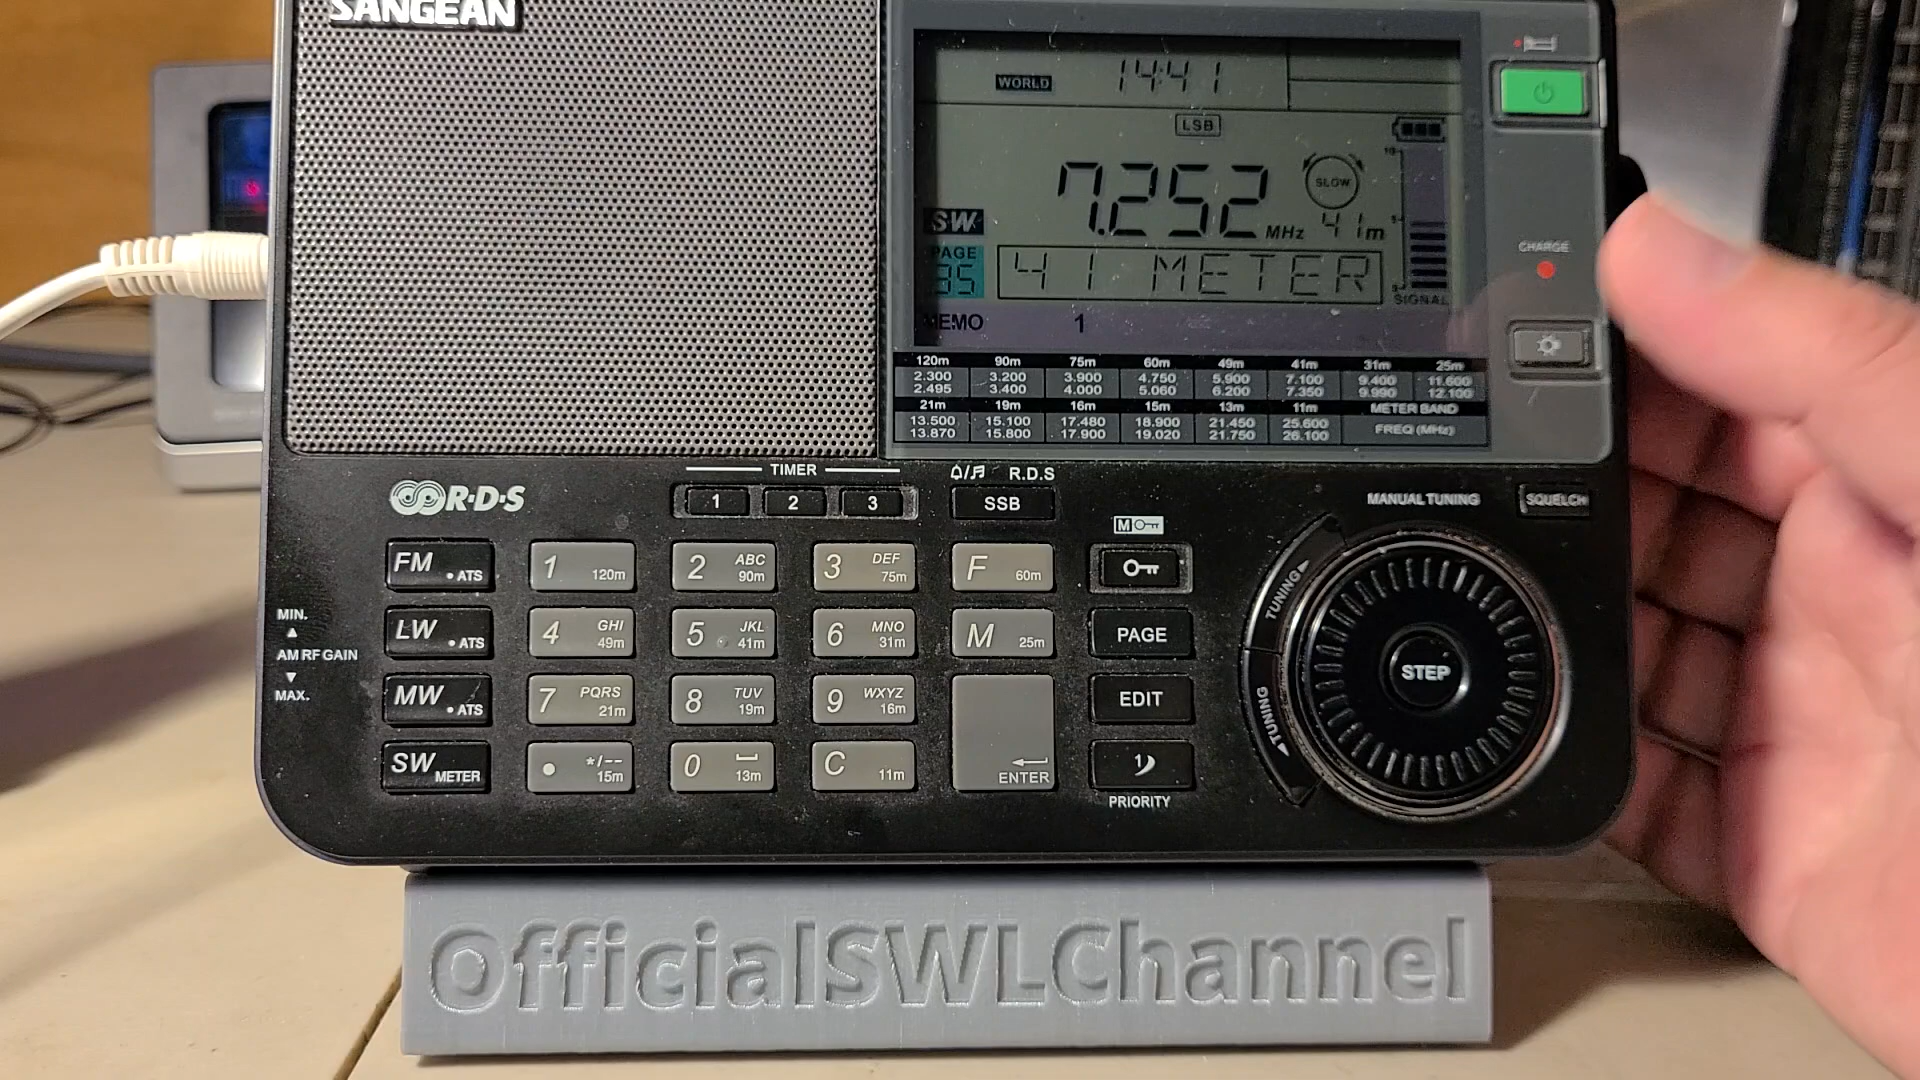 SANGEAN
WORLD 14:41
LSB
7.252 MHz
SLOW
41m
SW
PAGE
41 METER
SIGNAL
MEMO 1
CHARGE
120m 90m 75m 60m 49m 41m 31m 25m
2.300 3.200 3.900 4.750 5.900 7.100 9.400 11.600
2.495 3.400 4.000 5.060 6.200 7.350 9.990 12.100
21m 19m 16m 15m 13m 11m METER BAND
13.500 15.100 17.480 18.900 21.450 25.600 FREQ (MHz)
13.870 15.800 17.900 19.020 21.750 26.100
R·D·S
TIMER
1 2 3
R.D.S
SSB
MANUAL TUNING
SQUELCH
M
FM • ATS
1 120m
2 ABC 90m
3 DEF 75m
F 60m
MIN.
AM RF GAIN
MAX.
LW • ATS
4 GHI 49m
5 JKL 41m
6 MNO 31m
M 25m
PAGE
MW • ATS
7 PQRS 21m
8 TUV 19m
9 WXYZ 16m
EDIT
SW METER
• */-- 15m
0 13m
C 11m
ENTER
PRIORITY
TUNING
TUNING
STEP
OfficialSWLChannel